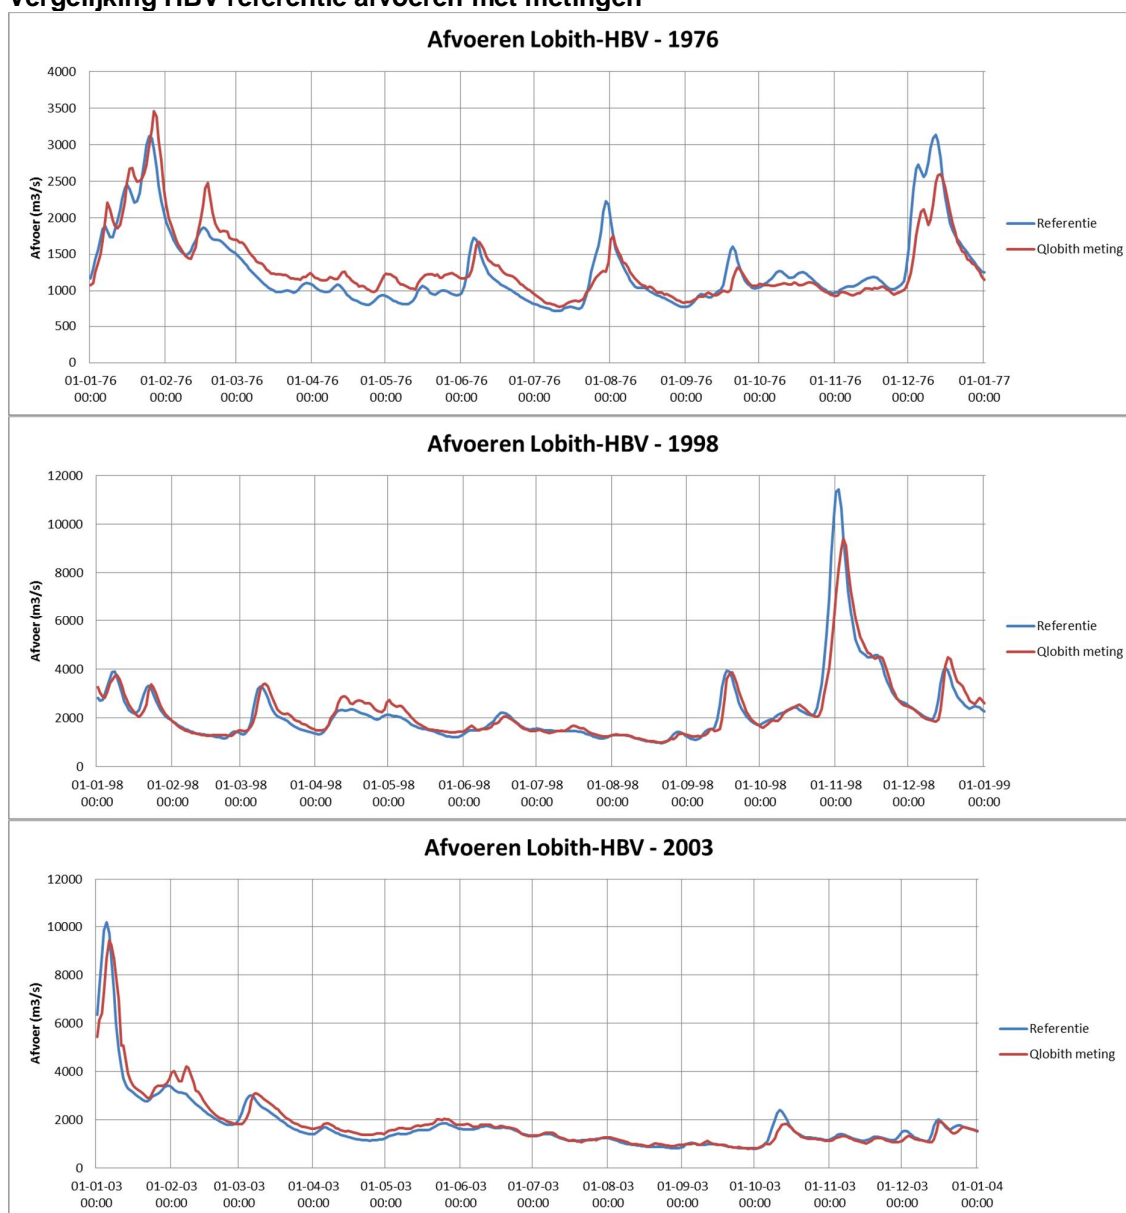 Vergelijking HBV referentie afvoeren met metingen
Afvoeren Lobith-HBV - 1976
4000
3500
3000
2500
2000
1500
1000
500
0
Afvoer (m3/s)
01-01-76 01-02-76 01-03-76 01-04-76 01-05-76 01-06-76 01-07-76 01-08-76 01-09-76 01-10-76 01-11-76 01-12-76 01-01-77
00:00 00:00 00:00 00:00 00:00 00:00 00:00 00:00 00:00 00:00 00:00 00:00 00:00
Referentie
Qlobith meting
Afvoeren Lobith-HBV - 1998
12000
10000
8000
6000
4000
2000
0
Afvoer (m3/s)
01-01-98 01-02-98 01-03-98 01-04-98 01-05-98 01-06-98 01-07-98 01-08-98 01-09-98 01-10-98 01-11-98 01-12-98 01-01-99
00:00 00:00 00:00 00:00 00:00 00:00 00:00 00:00 00:00 00:00 00:00 00:00 00:00
Referentie
Qlobith meting
Afvoeren Lobith-HBV - 2003
12000
10000
8000
6000
4000
2000
0
Afvoer (m3/s)
01-01-03 01-02-03 01-03-03 01-04-03 01-05-03 01-06-03 01-07-03 01-08-03 01-09-03 01-10-03 01-11-03 01-12-03 01-01-04
00:00 00:00 00:00 00:00 00:00 00:00 00:00 00:00 00:00 00:00 00:00 00:00 00:00
Referentie
Qlobith meting